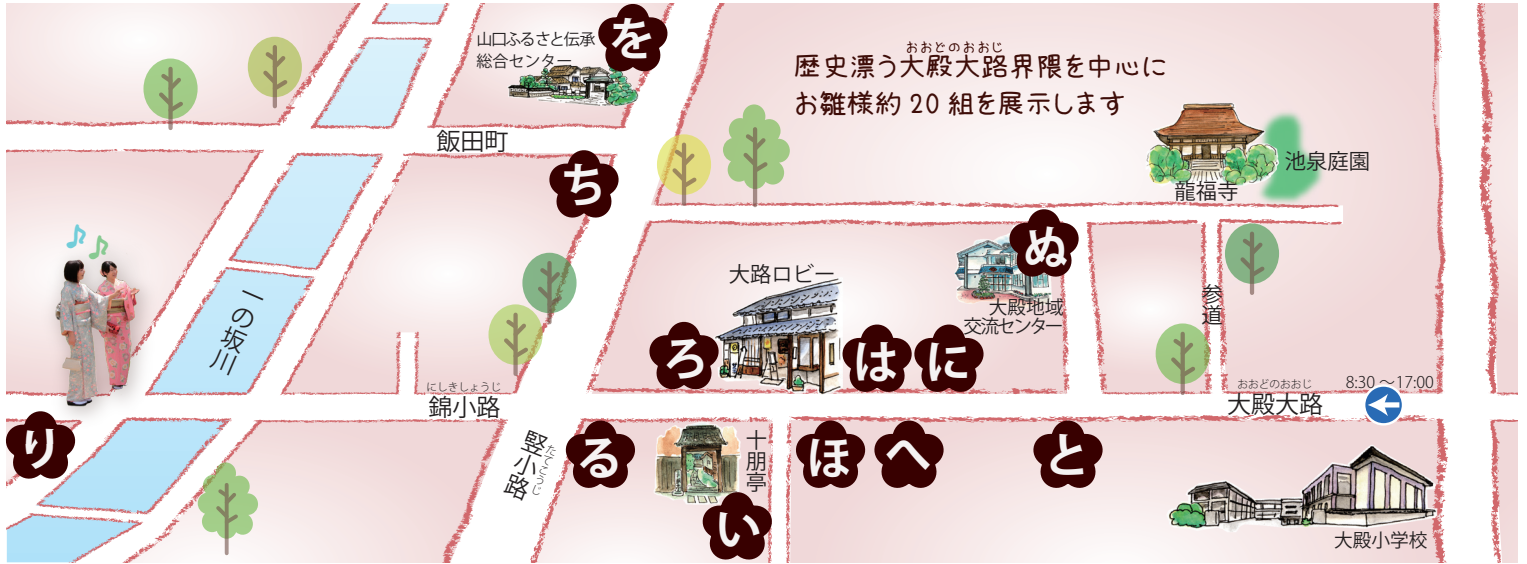 山口ふるさと伝承
総合センター
を
おおどのおおじ
歴史漂う大殿大路界隈を中心に
お雛様約20組を展示します
飯田町
ち
池泉庭園
龍福寺
ぬ
大路ロビー
大殿地域
交流センター
参道
一の坂川
ろ
は
に
にしきしょうじ
錦小路
おおどのおおじ
大殿大路
8:30～17:00
り
竪小路
たてこうじ
る
十朋亭
い
ほ
へ
と
大殿小学校